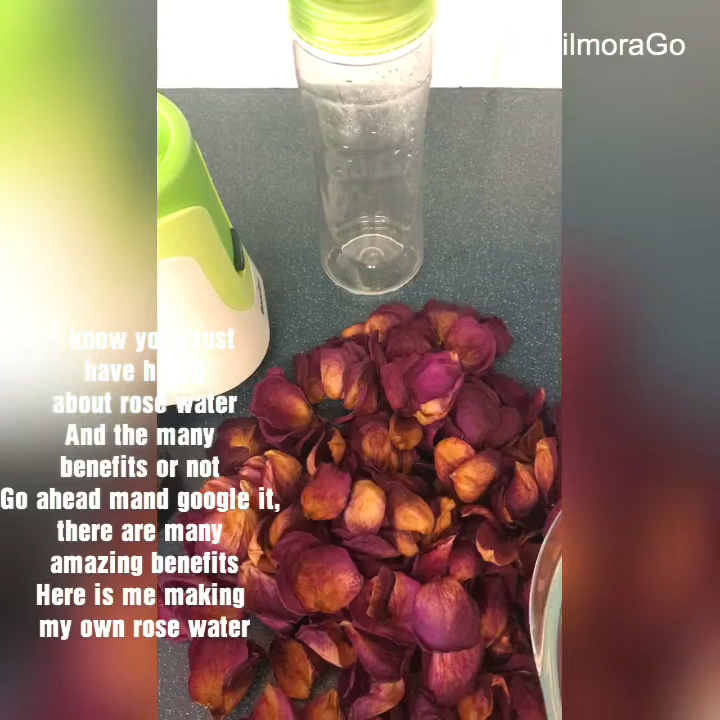 ilmoraGo
know you must
have h
about rose water
And the many
benefits or not
Go ahead mand google it,
there are many
amazing benefits
Here is me making
my own rose water